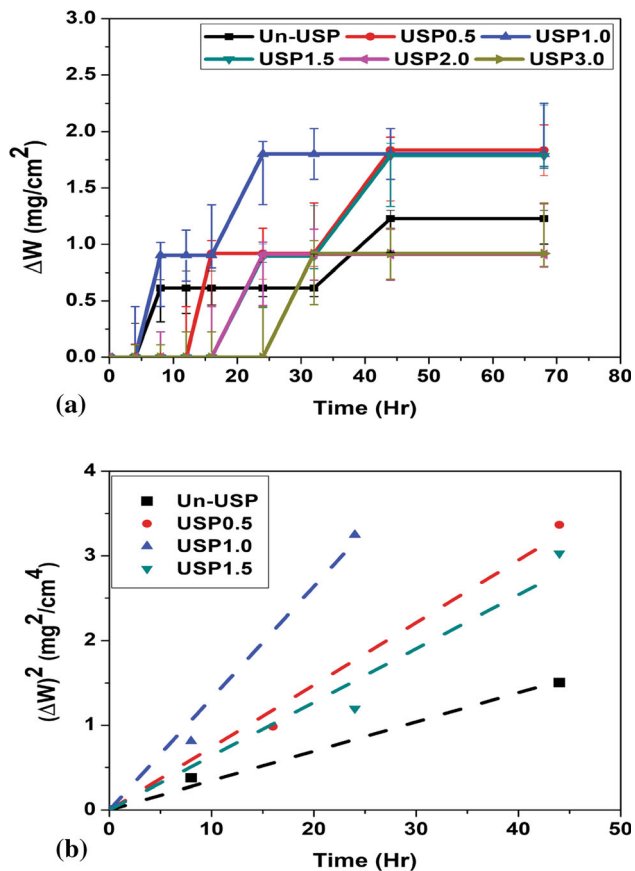 3.0
2.5
2.0
1.5
1.0
0.5
0.0
ΔW (mg/cm²)
Un-USP USP0.5 USP1.0
USP1.5 USP2.0 USP3.0
0 10 20 30 40 50 60 70 80
Time (Hr)
(a)
4
3
2
1
0
(ΔW)² (mg²/cm⁴)
Un-USP
USP0.5
USP1.0
USP1.5
0 10 20 30 40 50
Time (Hr)
(b)